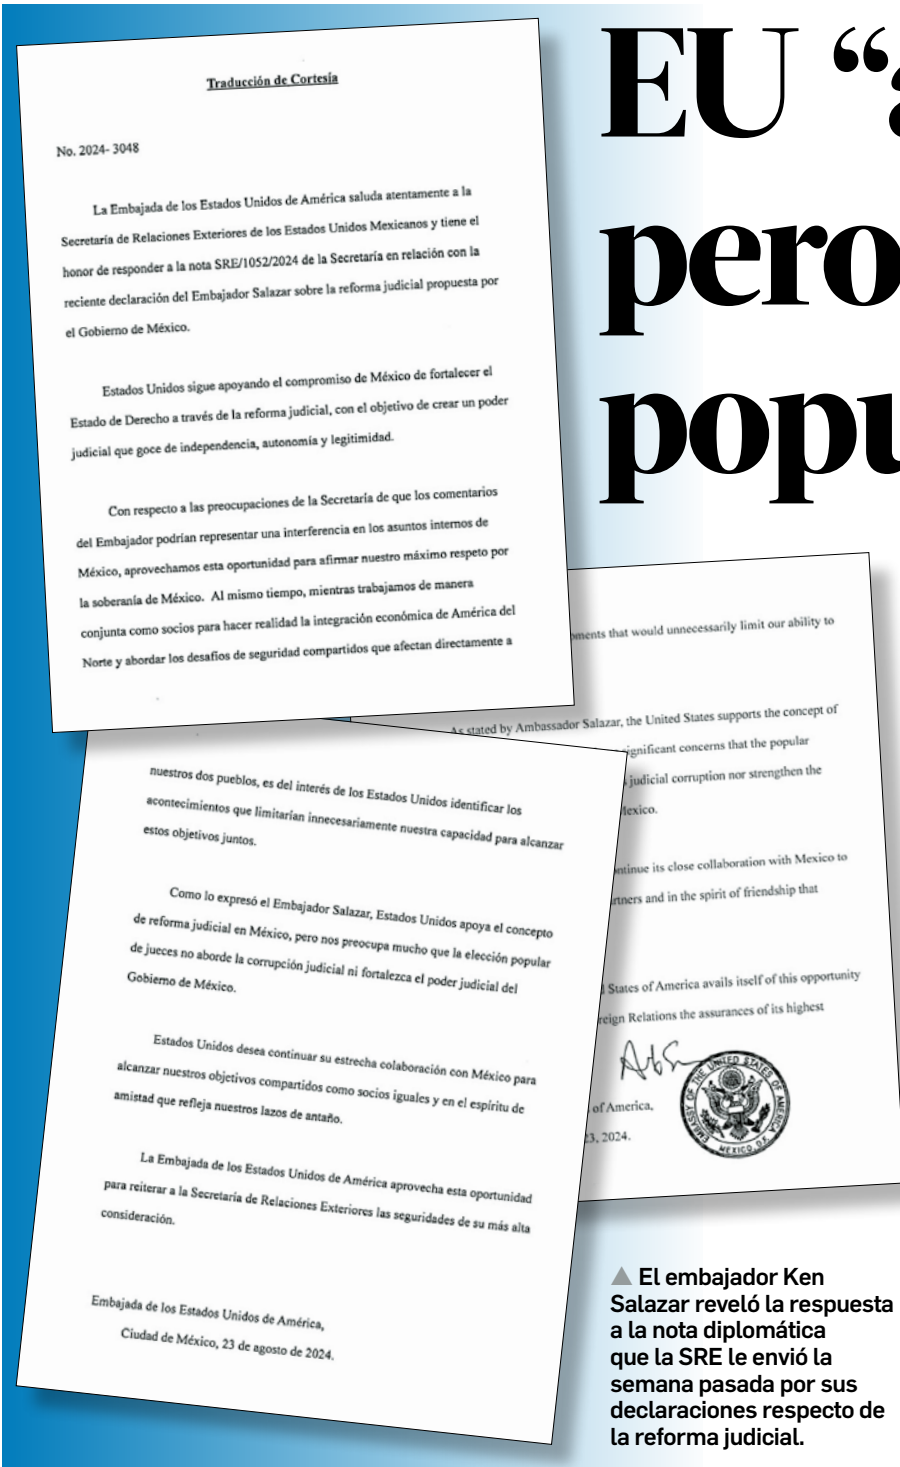 EU “
pero
popu
Traducción de Cortesía
No. 2024- 3048
La Embajada de los Estados Unidos de América saluda atentamente a la
Secretaría de Relaciones Exteriores de los Estados Unidos Mexicanos y tiene el
honor de responder a la nota SRE/1052/2024 de la Secretaría en relación con la
reciente declaración del Embajador Salazar sobre la reforma judicial propuesta por
el Gobierno de México.
Estados Unidos sigue apoyando el compromiso de México de fortalecer el
Estado de Derecho a través de la reforma judicial, con el objetivo de crear un poder
judicial que goce de independencia, autonomía y legitimidad.
Con respecto a las preocupaciones de la Secretaría de que los comentarios
del Embajador podrían representar una interferencia en los asuntos internos de
México, aprovechamos esta oportunidad para afirmar nuestro máximo respeto por
la soberanía de México. Al mismo tiempo, mientras trabajamos de manera
conjunta como socios para hacer realidad la integración económica de América del
Norte y abordar los desafíos de seguridad compartidos que afectan directamente a
nuestros dos pueblos, es del interés de los Estados Unidos identificar los
acontecimientos que limitarían innecesariamente nuestra capacidad para alcanzar
estos objetivos juntos.
Como lo expresó el Embajador Salazar, Estados Unidos apoya el concepto
de reforma judicial en México, pero nos preocupa mucho que la elección popular
de jueces no aborde la corrupción judicial ni fortalezca el poder judicial del
Gobierno de México.
Estados Unidos desea continuar su estrecha colaboración con México para
alcanzar nuestros objetivos compartidos como socios iguales y en el espíritu de
amistad que refleja nuestros lazos de antaño.
La Embajada de los Estados Unidos de América aprovecha esta oportunidad
para reiterar a la Secretaría de Relaciones Exteriores las seguridades de su más alta
consideración.
Embajada de los Estados Unidos de América,
Ciudad de México, 23 de agosto de 2024.
ments that would unnecessarily limit our ability to
As stated by Ambassador Salazar, the United States supports the concept of
significant concerns that the popular
judicial corruption nor strengthen the
Mexico.
ntinue its close collaboration with Mexico to
rtners and in the spirit of friendship that
States of America avails itself of this opportunity
reign Relations the assurances of its highest
of America,
23, 2024.
EMBASSY OF THE UNITED STATES OF AMERICA
MEXICO, D.F.
▲ El embajador Ken
Salazar reveló la respuesta
a la nota diplomática
que la SRE le envió la
semana pasada por sus
declaraciones respecto de
la reforma judicial.